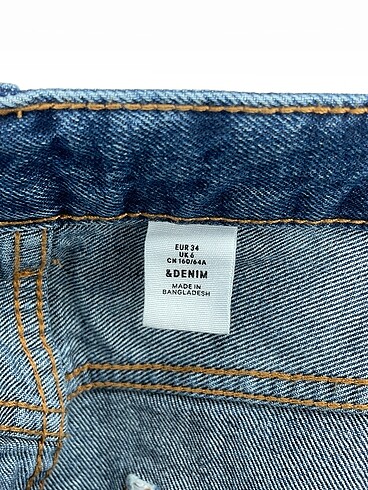 EUR 34
UK 6
CN 160/64A
&DENIM
MADE IN
BANGLADESH